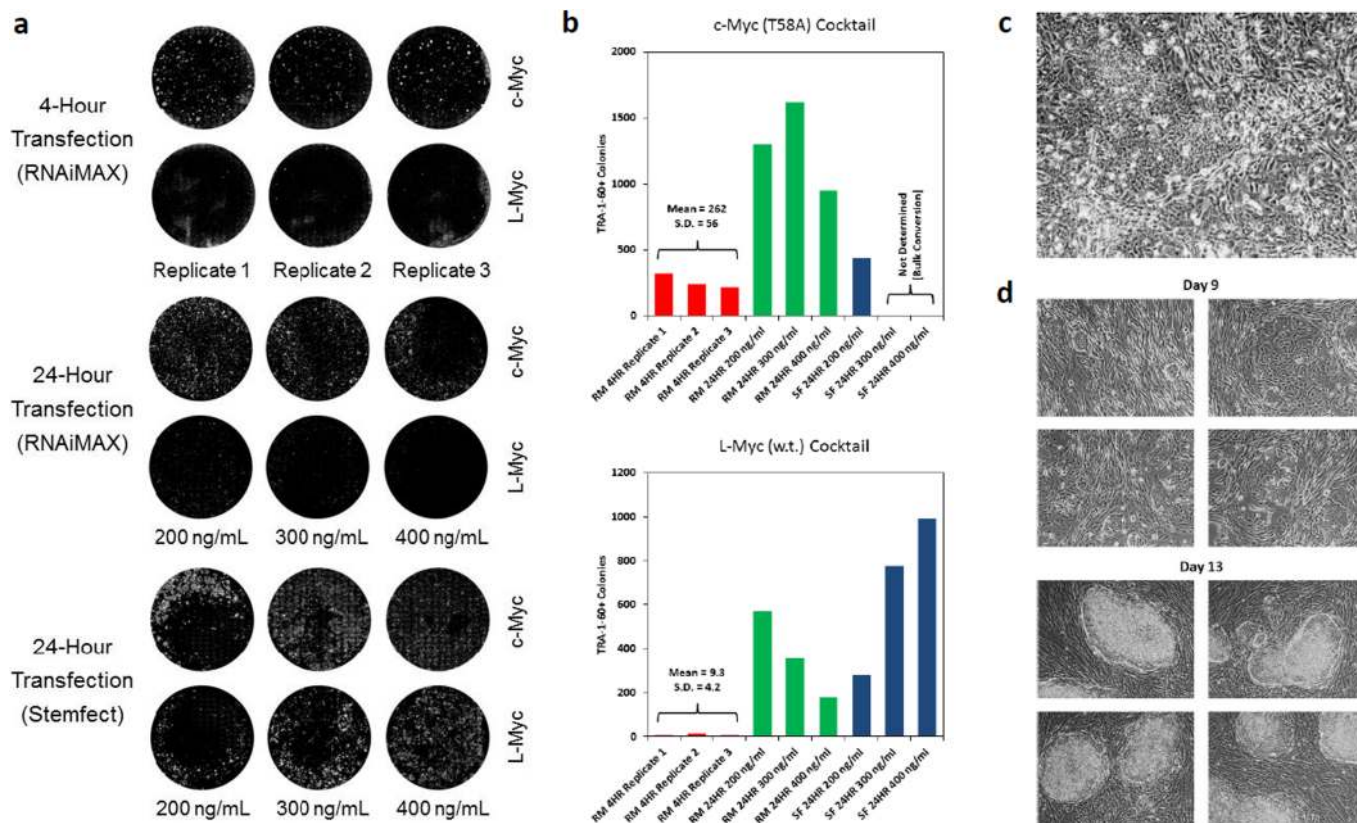 a
4-Hour
Transfection
(RNAiMAX)
c-Myc
L-Myc
Replicate 1 Replicate 2 Replicate 3
24-Hour
Transfection
(RNAiMAX)
c-Myc
L-Myc
200 ng/mL 300 ng/mL 400 ng/mL
24-Hour
Transfection
(Stemfect)
c-Myc
L-Myc
200 ng/mL 300 ng/mL 400 ng/mL
b
c-Myc (T58A) Cocktail
TRA-1-60+ Colonies
2000
1500
1000
500
0
Mean = 262
S.D. = 56
Not Determined
[Bulk Conversion]
RM 4HR Replicate 1
RM 4HR Replicate 2
RM 4HR Replicate 3
RM 24HR 200 ng/ml
RM 24HR 300 ng/ml
RM 24HR 400 ng/ml
SF 24HR 200 ng/ml
SF 24HR 300 ng/ml
SF 24HR 400 ng/ml
L-Myc (w.t.) Cocktail
TRA-1-60+ Colonies
1200
1000
800
600
400
200
0
Mean = 9.3
S.D. = 4.2
RM 4HR Replicate 1
RM 4HR Replicate 2
RM 4HR Replicate 3
RM 24HR 200 ng/ml
RM 24HR 300 ng/ml
RM 24HR 400 ng/ml
SF 24HR 200 ng/ml
SF 24HR 300 ng/ml
SF 24HR 400 ng/ml
c
d
Day 9
Day 13